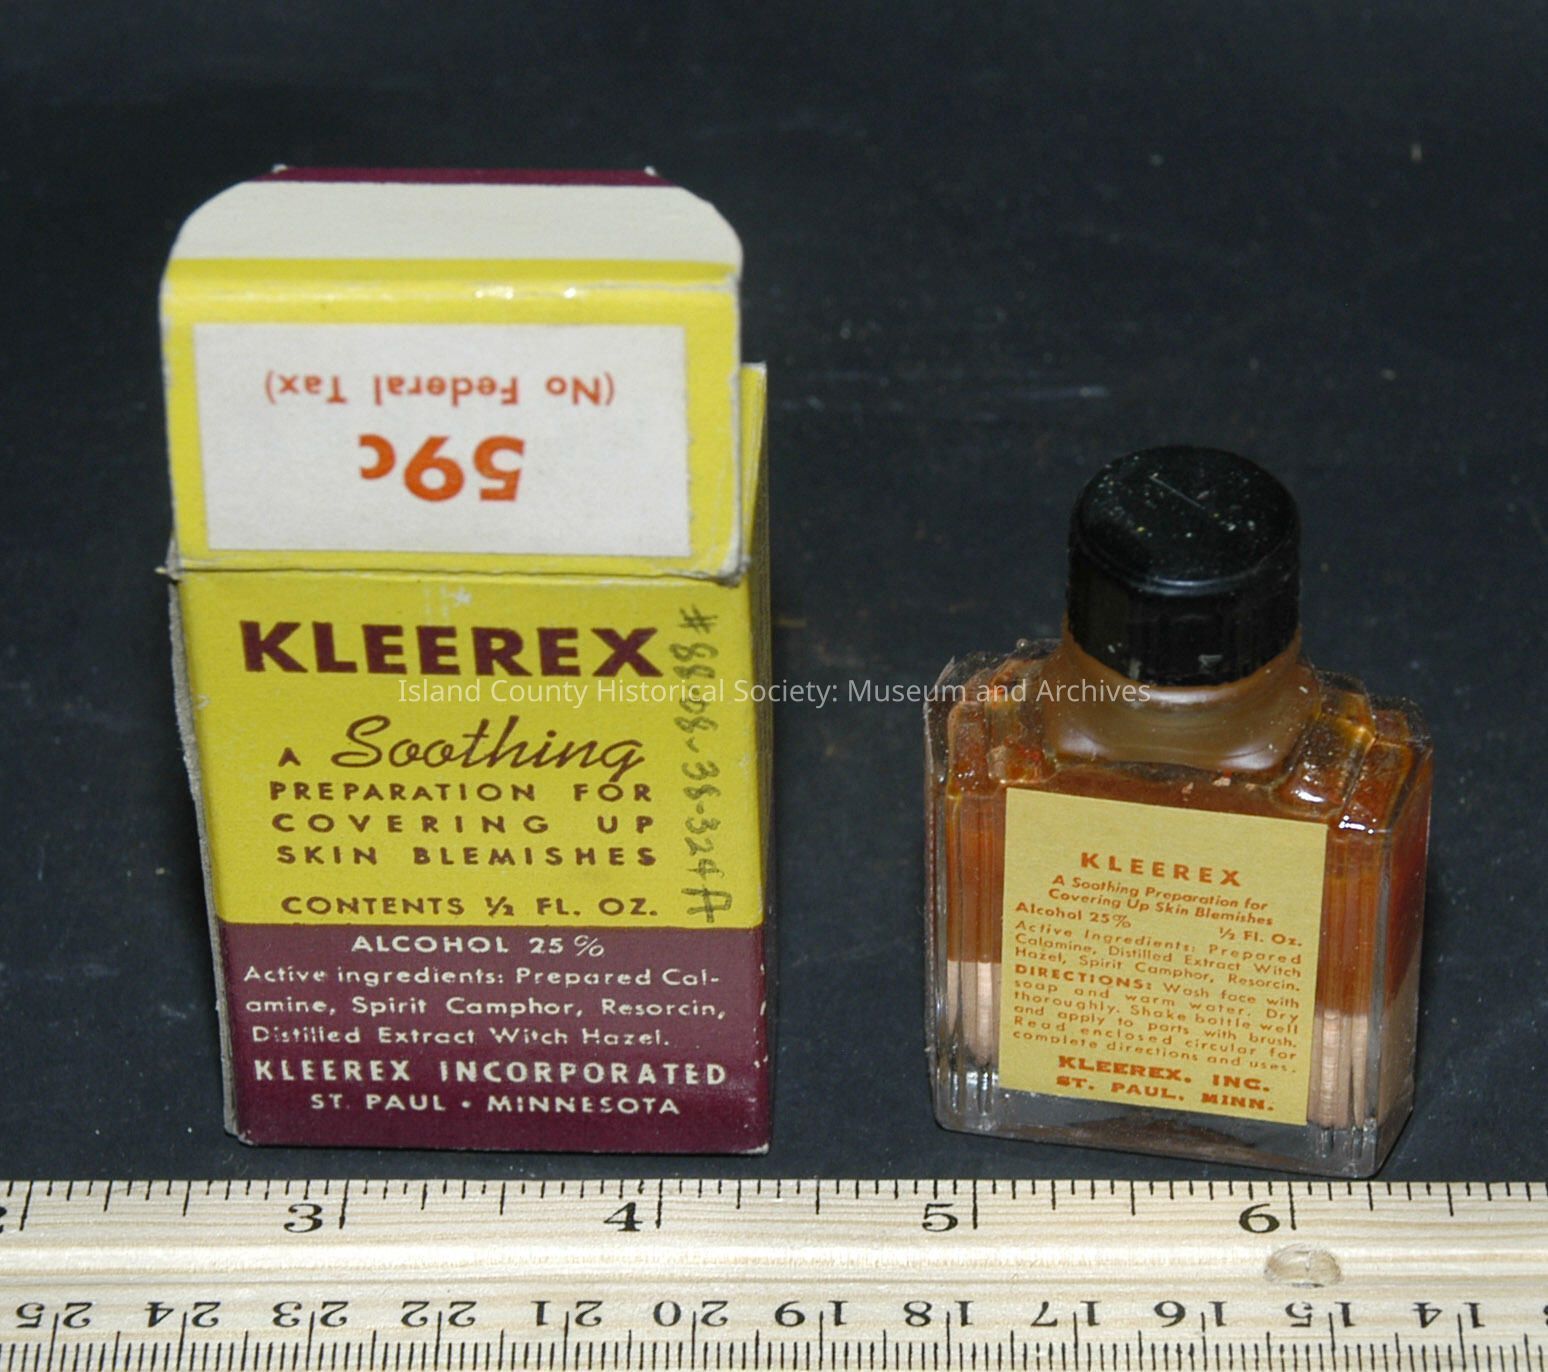 (No Federal Tax)
59c
KLEEREX
A Soothing
PREPARATION FOR
COVERING UP
SKIN BLEMISHES
CONTENTS ½ FL. OZ.
ALCOHOL 25%
Active ingredients: Prepared Cal-
amine, Spirit Camphor, Resorcin,
Distilled Extract Witch Hazel.
KLEEREX INCORPORATED
ST. PAUL • MINNESOTA
Island County Historical Society: Museum and Archives
KLEEREX
A Soothing Preparation for
Covering Up Skin Blemishes
Alcohol 25% ½ Fl. Oz.
Active Ingredients: Prepared
Calamine, Distilled Extract Witch
Hazel, Spirit Camphor, Resorcin.
DIRECTIONS: Wash face with
soap and warm water. Dry
thoroughly. Shake bottle well
and apply to parts with brush.
Read enclosed circular for
complete directions and uses.
KLEEREX, INC.
ST. PAUL, MINN.
2 3 4 5 6
25 24 23 22 21 20 19 18 17 16 15 14